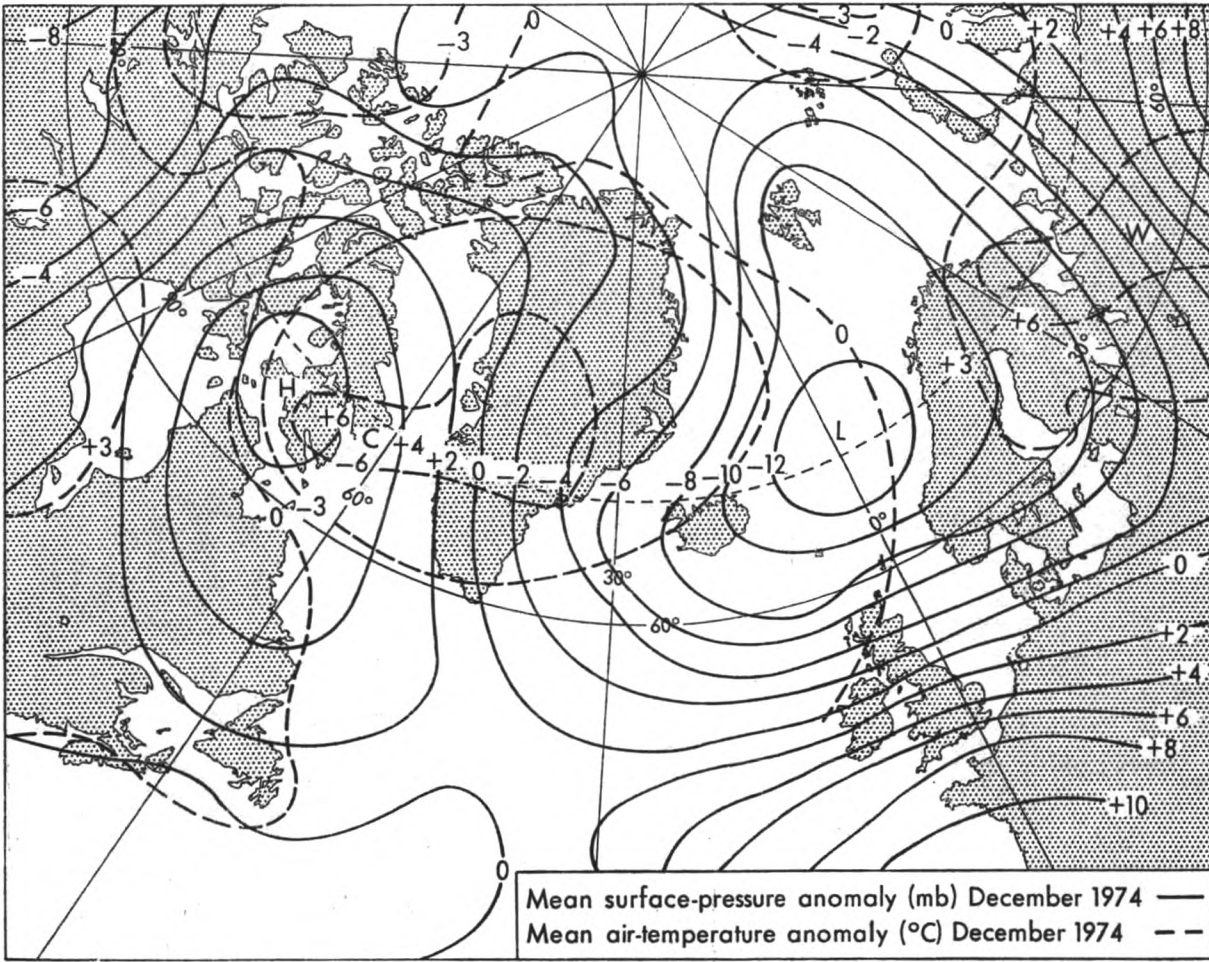 -8 -3 0 -3 -4 -2 0 +2 +4 +6 +8
60°
-6
-4
W
0
+6
30°
+3
H
L
+6
C
-4
+3
-6 +2 0 -2 -4 -6 -8 -10 -12
60°
0 -3
0°
30°
60°
0
+2
+4
+6
+8
+10
0
Mean surface-pressure anomaly (mb) December 1974
Mean air-temperature anomaly (°C) December 1974